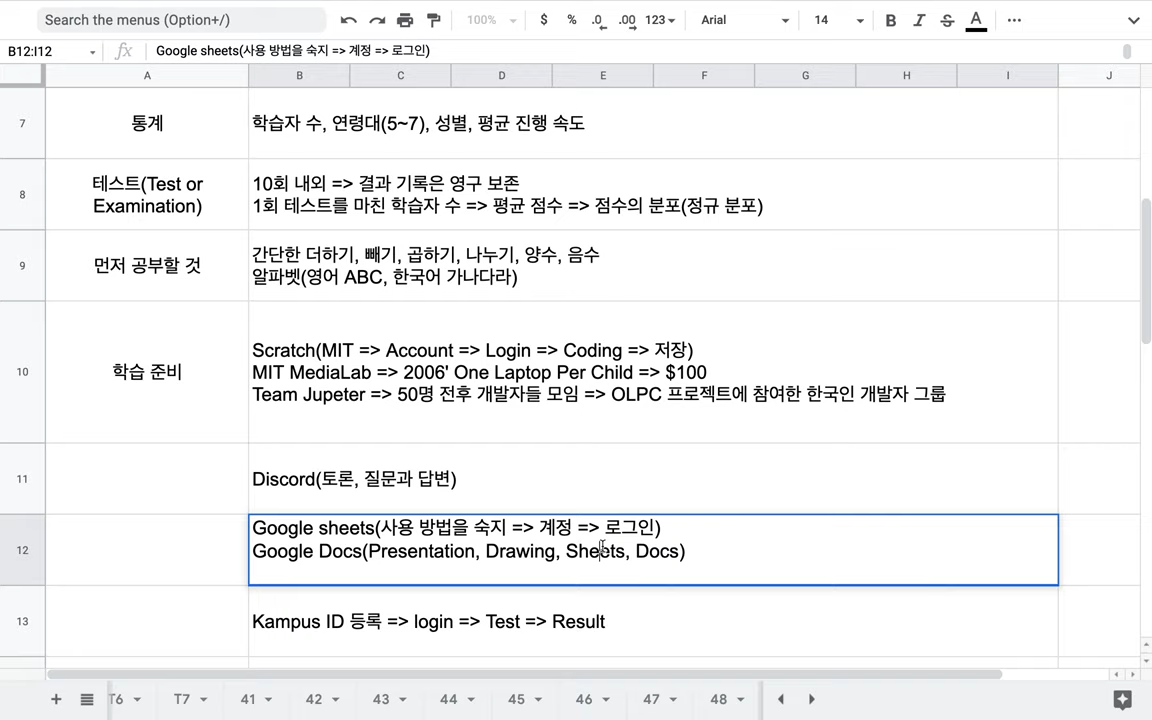 Search the menus (Option+/)
100%
$ % .0 .00 123
Arial
14
B I S A
B12:I12
fx
Google sheets(사용 방법을 숙지 => 계정 => 로그인)
A B C D E F G H I J
7
통계
학습자 수, 연령대(5~7), 성별, 평균 진행 속도
8
테스트(Test or
Examination)
10회 내외 => 결과 기록은 영구 보존
1회 테스트를 마친 학습자 수 => 평균 점수 => 점수의 분포(정규 분포)
9
먼저 공부할 것
간단한 더하기, 빼기, 곱하기, 나누기, 양수, 음수
알파벳(영어 ABC, 한국어 가나다라)
10
학습 준비
Scratch(MIT => Account => Login => Coding => 저장)
MIT MediaLab => 2006' One Laptop Per Child => $100
Team Jupeter => 50명 전후 개발자들 모임 => OLPC 프로젝트에 참여한 한국인 개발자 그룹
11
Discord(토론, 질문과 답변)
12
Google sheets(사용 방법을 숙지 => 계정 => 로그인)
Google Docs(Presentation, Drawing, Sheets, Docs)
13
Kampus ID 등록 => login => Test => Result
T6 T7 41 42 43 44 45 46 47 48